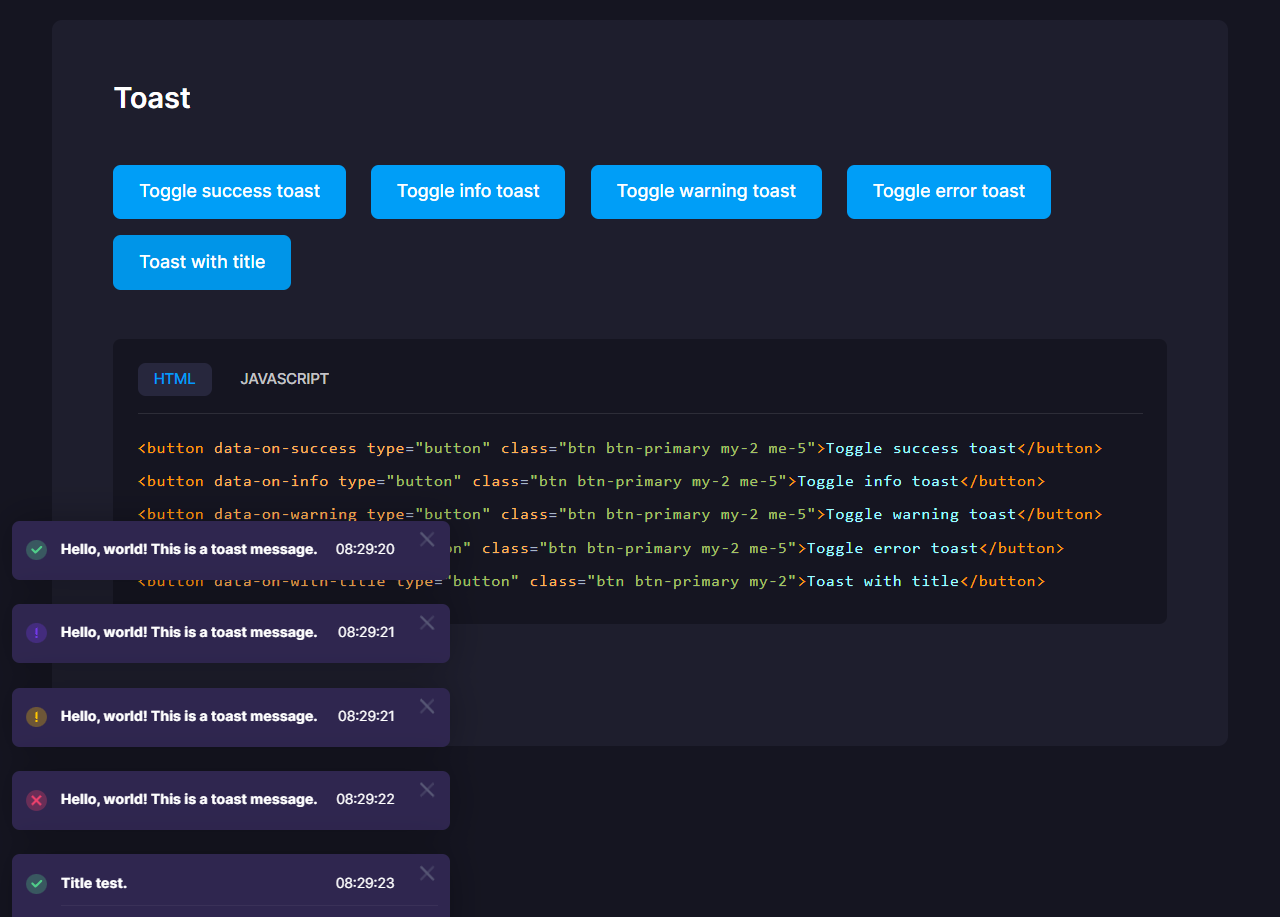 Toast
Toggle success toast
Toggle info toast
Toggle warning toast
Toggle error toast
Toast with title
HTML
JAVASCRIPT
<button data-on-success type="button" class="btn btn-primary my-2 me-5">Toggle success toast</button>
<button data-on-info type="button" class="btn btn-primary my-2 me-5">Toggle info toast</button>
<button data-on-warning type="button" class="btn btn-primary my-2 me-5">Toggle warning toast</button>
class="btn btn-primary my-2 me-5">Toggle error toast</button>
<button data-on-with-title type="button" class="btn btn-primary my-2">Toast with title</button>
Hello, world! This is a toast message. 08:29:20
Hello, world! This is a toast message. 08:29:21
Hello, world! This is a toast message. 08:29:21
Hello, world! This is a toast message. 08:29:22
Title test. 08:29:23